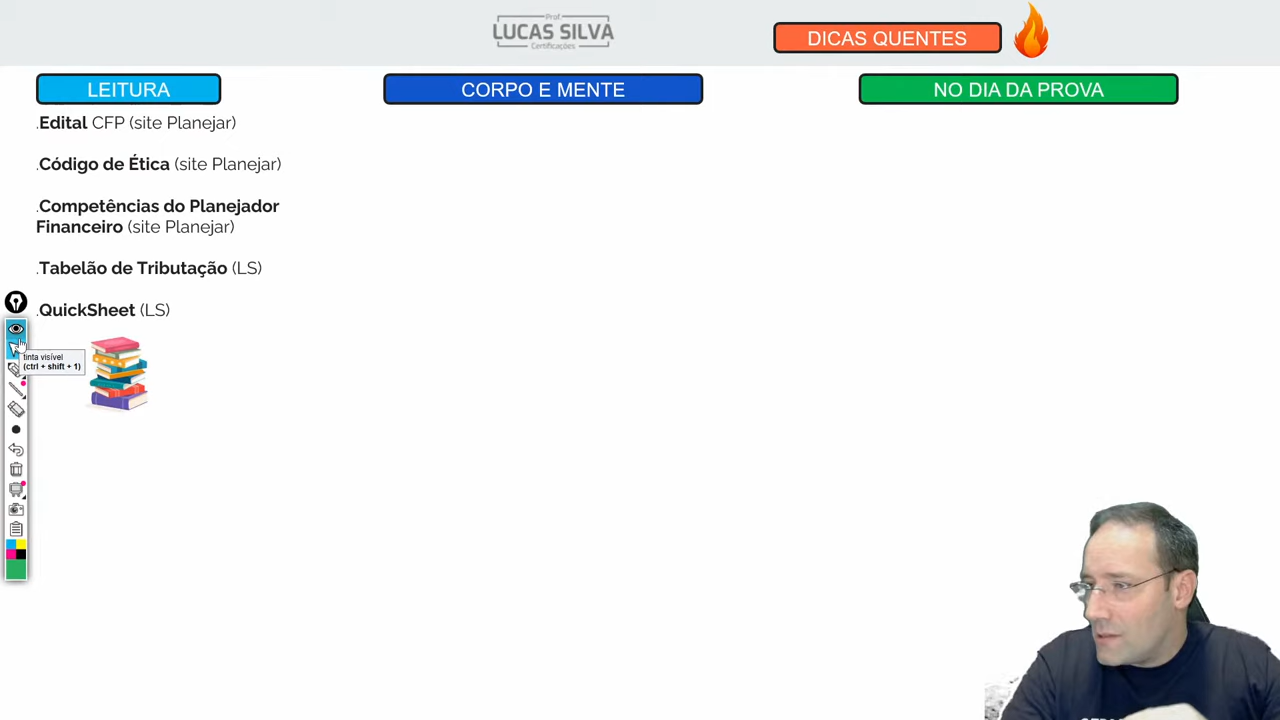 Prof.
LUCAS SILVA
Certificações
DICAS QUENTES
LEITURA
CORPO E MENTE
NO DIA DA PROVA
.Edital CFP (site Planejar)
.Código de Ética (site Planejar)
.Competências do Planejador
Financeiro (site Planejar)
.Tabelão de Tributação (LS)
.QuickSheet (LS)
tinta visível
(ctrl + shift + 1)